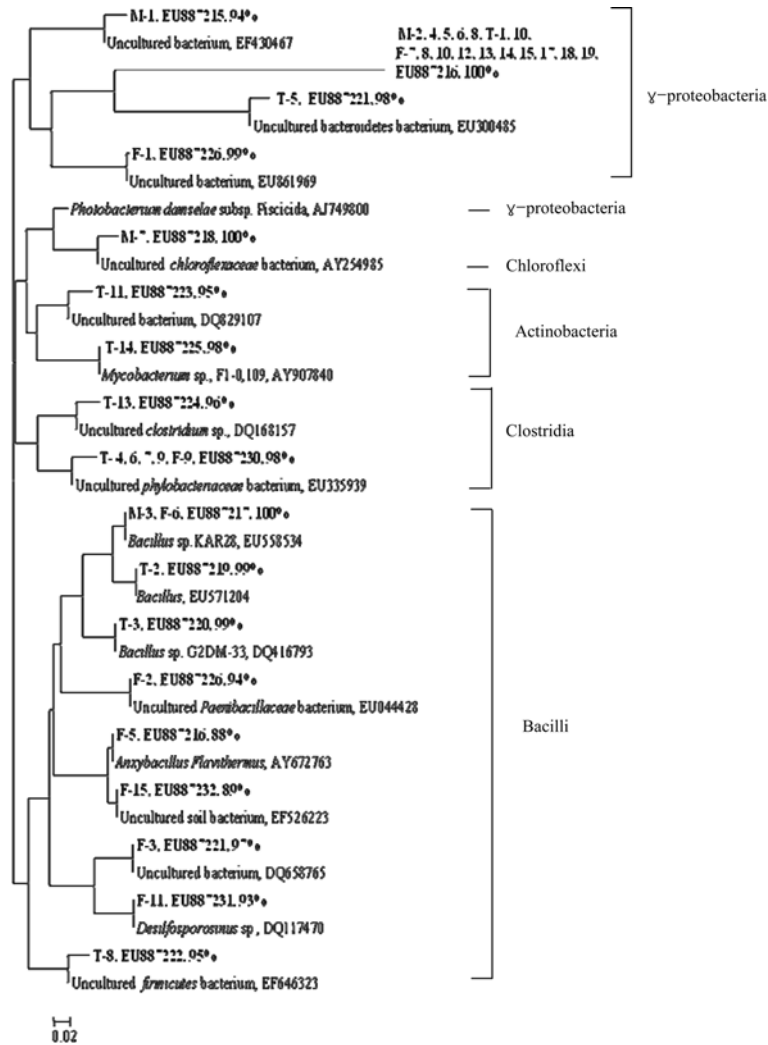 M-1, EU887215, 94%
Uncultured bacterium, EF430467
M-2, 4, 5, 6, 8, T-1, 10,
F-7, 8, 10, 12, 13, 14, 15, 17, 18, 19,
EU887216, 100%
T-5, EU887221, 98%
Uncultured bacteroidetes bacterium, EU300485
F-1, EU887226, 99%
Uncultured bacterium, EU861969
ɣ-proteobacteria
Photobacterium damselae subsp. Piscicida, AJ749800
ɣ-proteobacteria
M-7, EU887218, 100%
Uncultured chloroflexaceae bacterium, AY254985
Chloroflexi
T-11, EU887223, 95%
Uncultured bacterium, DQ829107
T-14, EU887225, 98%
Mycobacterium sp., F1-0,109, AY907840
Actinobacteria
T-13, EU887224, 96%
Uncultured clostridium sp., DQ168157
T- 4, 6, 7, 9, F-9, EU887230, 98%
Uncultured phylobactenaceae bacterium, EU335939
Clostridia
M-3, F-6, EU887217, 100%
Bacillus sp. KAR28, EU558534
T-2, EU887219, 99%
Bacillus, EU571204
T-3, EU887220, 99%
Bacillus sp. G2DM-33, DQ416793
F-2, EU887226, 94%
Uncultured Paenibacillaceae bacterium, EU044428
F-5, EU887216, 88%
Anxybacillus Flavthermus, AY672763
F-15, EU887232, 89%
Uncultured soil bacterium, EF526223
F-3, EU887221, 97%
Uncultured bacterium, DQ658765
F-11, EU887231, 93%
Desilfosporosinus sp, DQ117470
T-8, EU887222, 95%
Uncultured firmicutes bacterium, EF646323
Bacilli
0.02